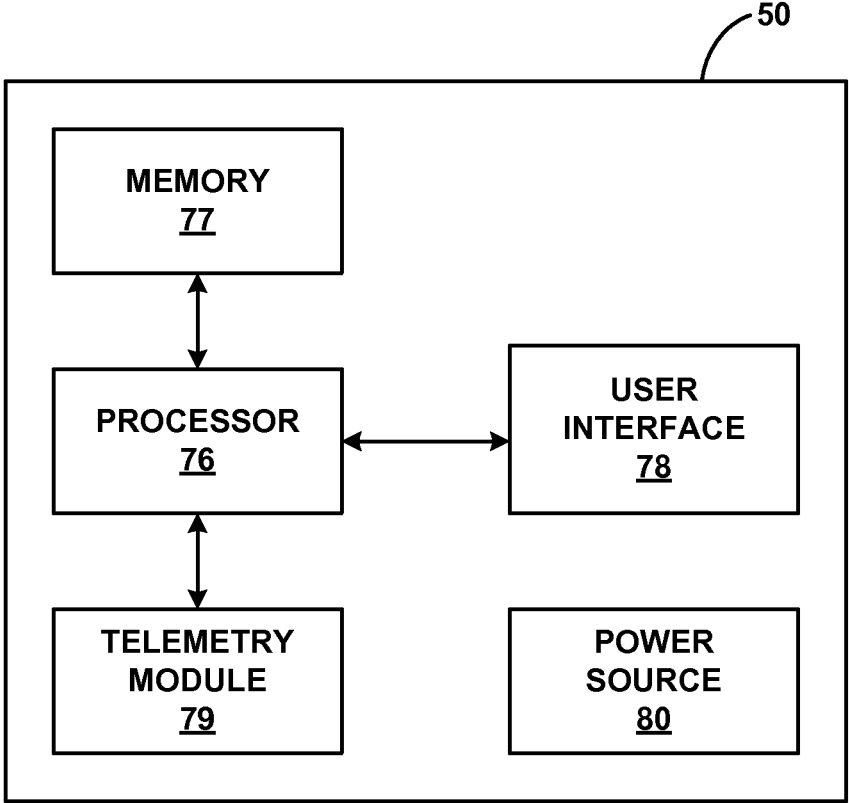 50
MEMORY
77
PROCESSOR
76
USER
INTERFACE
78
TELEMETRY
MODULE
79
POWER
SOURCE
80